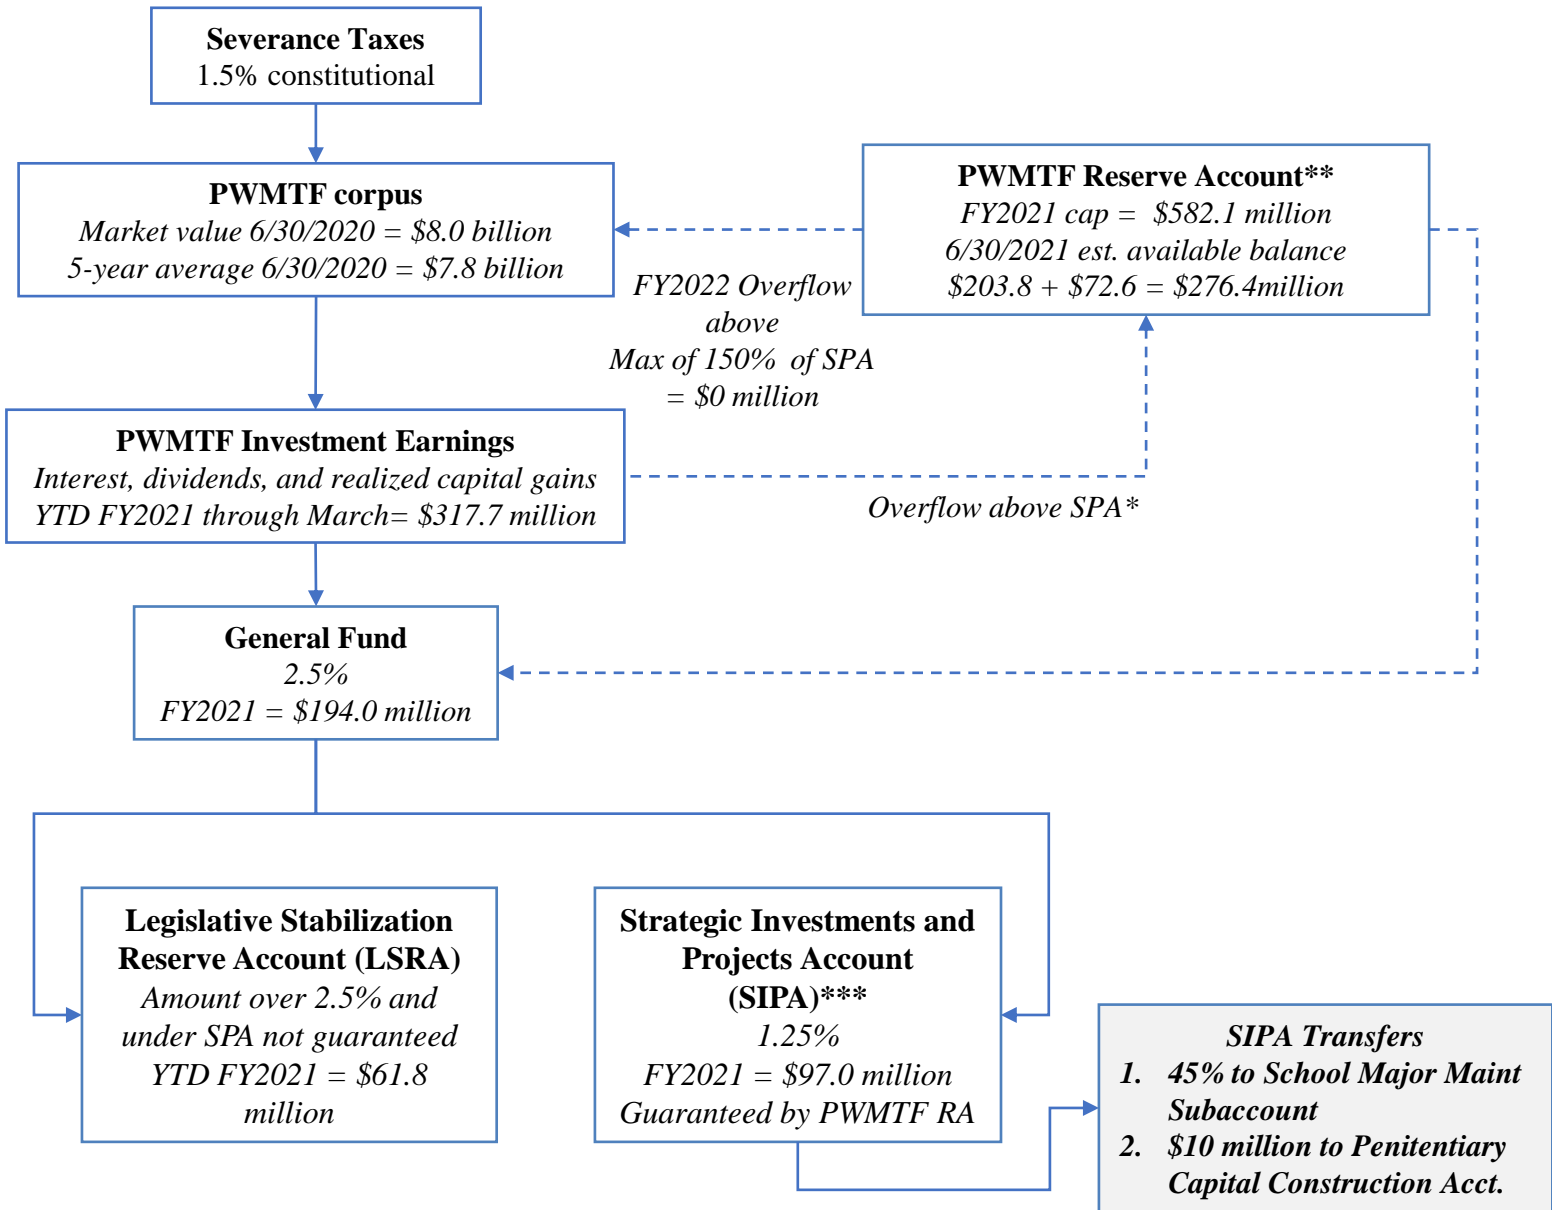 Severance Taxes
1.5% constitutional
PWMTF corpus
Market value 6/30/2020 = $8.0 billion
5-year average 6/30/2020 = $7.8 billion
PWMTF Reserve Account**
FY2021 cap = $582.1 million
6/30/2021 est. available balance
$203.8 + $72.6 = $276.4million
FY2022 Overflow
above
Max of 150% of SPA
= $0 million
PWMTF Investment Earnings
Interest, dividends, and realized capital gains
YTD FY2021 through March= $317.7 million
Overflow above SPA*
General Fund
2.5%
FY2021 = $194.0 million
Legislative Stabilization
Reserve Account (LSRA)
Amount over 2.5% and
under SPA not guaranteed
YTD FY2021 = $61.8
million
Strategic Investments and
Projects Account
(SIPA)***
1.25%
FY2021 = $97.0 million
Guaranteed by PWMTF RA
SIPA Transfers
1. 45% to School Major Maint
Subaccount
2. $10 million to Penitentiary
Capital Construction Acct.